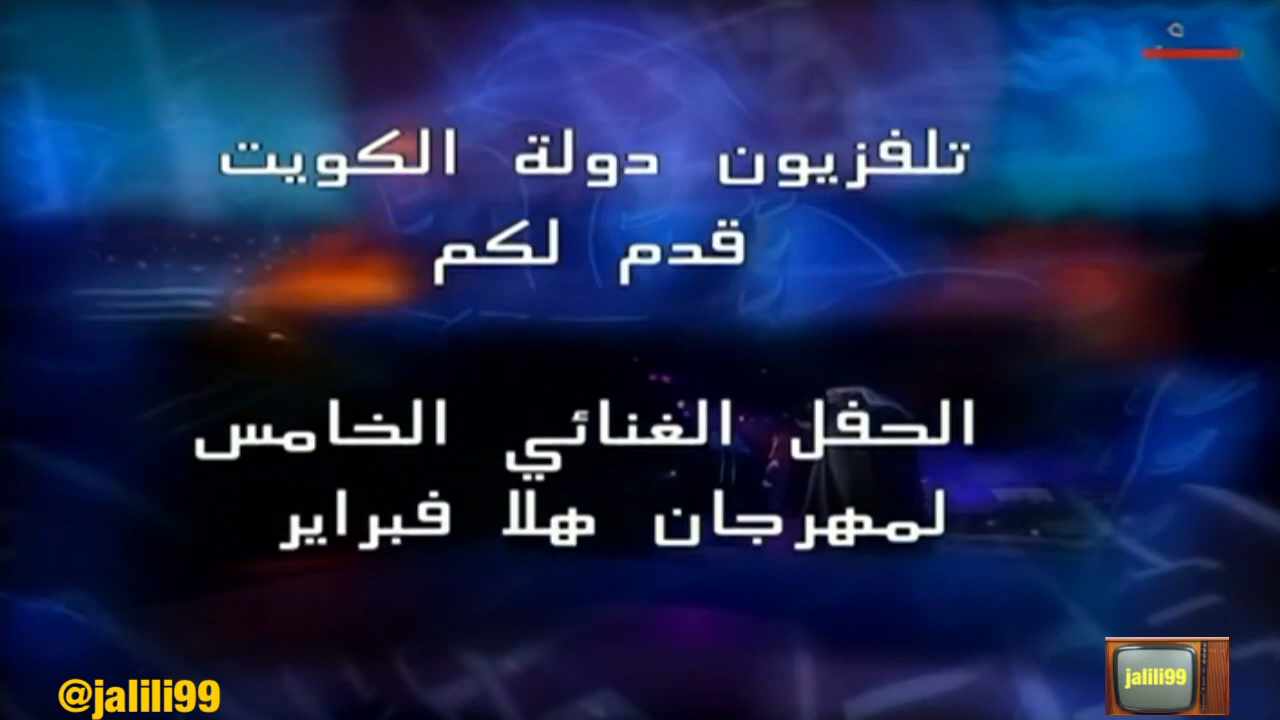 تلفزيون دولة الكويت
قدم لكم
الحفل الغنائي الخامس
لمهرجان هلا فبراير
@jalili99
jalili99